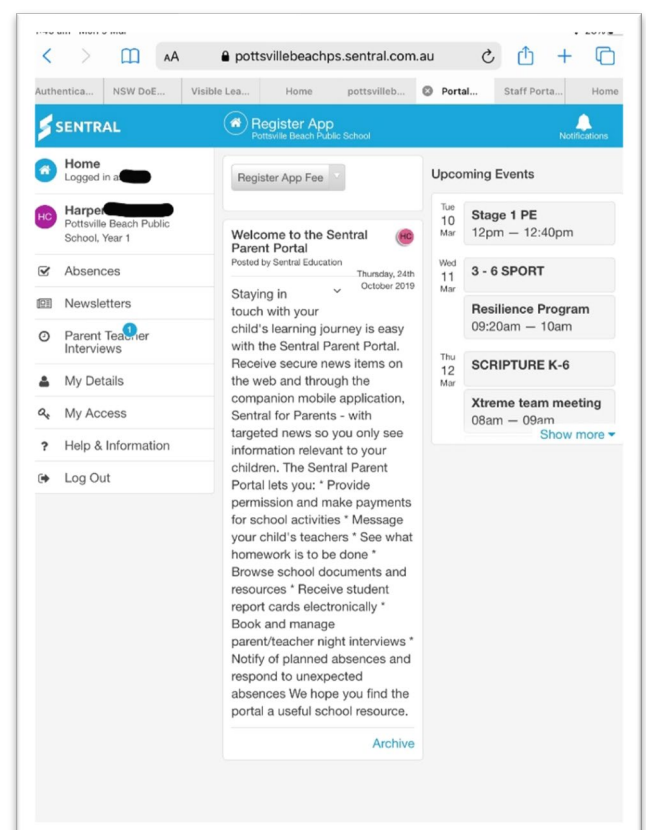 AA
pottsvillebeachps.sentral.com.au
Authentica...
NSW DoE...
Visible Lea...
Home
pottsvilleb...
Portal...
Staff Porta...
Home
SENTRAL
Register App
Pottsville Beach Public School
Notifications
Home
Logged in a
HC
Harper
Pottsville Beach Public
School, Year 1
Absences
Newsletters
1
Parent Teacher
Interviews
My Details
My Access
? Help & Information
Log Out
Register App Fee
Welcome to the Sentral
Parent Portal
HC
Posted by Sentral Education
Thursday, 24th
October 2019
Staying in
touch with your
child's learning journey is easy
with the Sentral Parent Portal.
Receive secure news items on
the web and through the
companion mobile application,
Sentral for Parents - with
targeted news so you only see
information relevant to your
children. The Sentral Parent
Portal lets you: * Provide
permission and make payments
for school activities * Message
your child's teachers * See what
homework is to be done *
Browse school documents and
resources * Receive student
report cards electronically *
Book and manage
parent/teacher night interviews *
Notify of planned absences and
respond to unexpected
absences We hope you find the
portal a useful school resource.
Archive
Upcoming Events
Tue
10
Mar
Stage 1 PE
12pm — 12:40pm
Wed
11
Mar
3 - 6 SPORT
Resilience Program
09:20am — 10am
Thu
12
Mar
SCRIPTURE K-6
Xtreme team meeting
08am — 09am
Show more